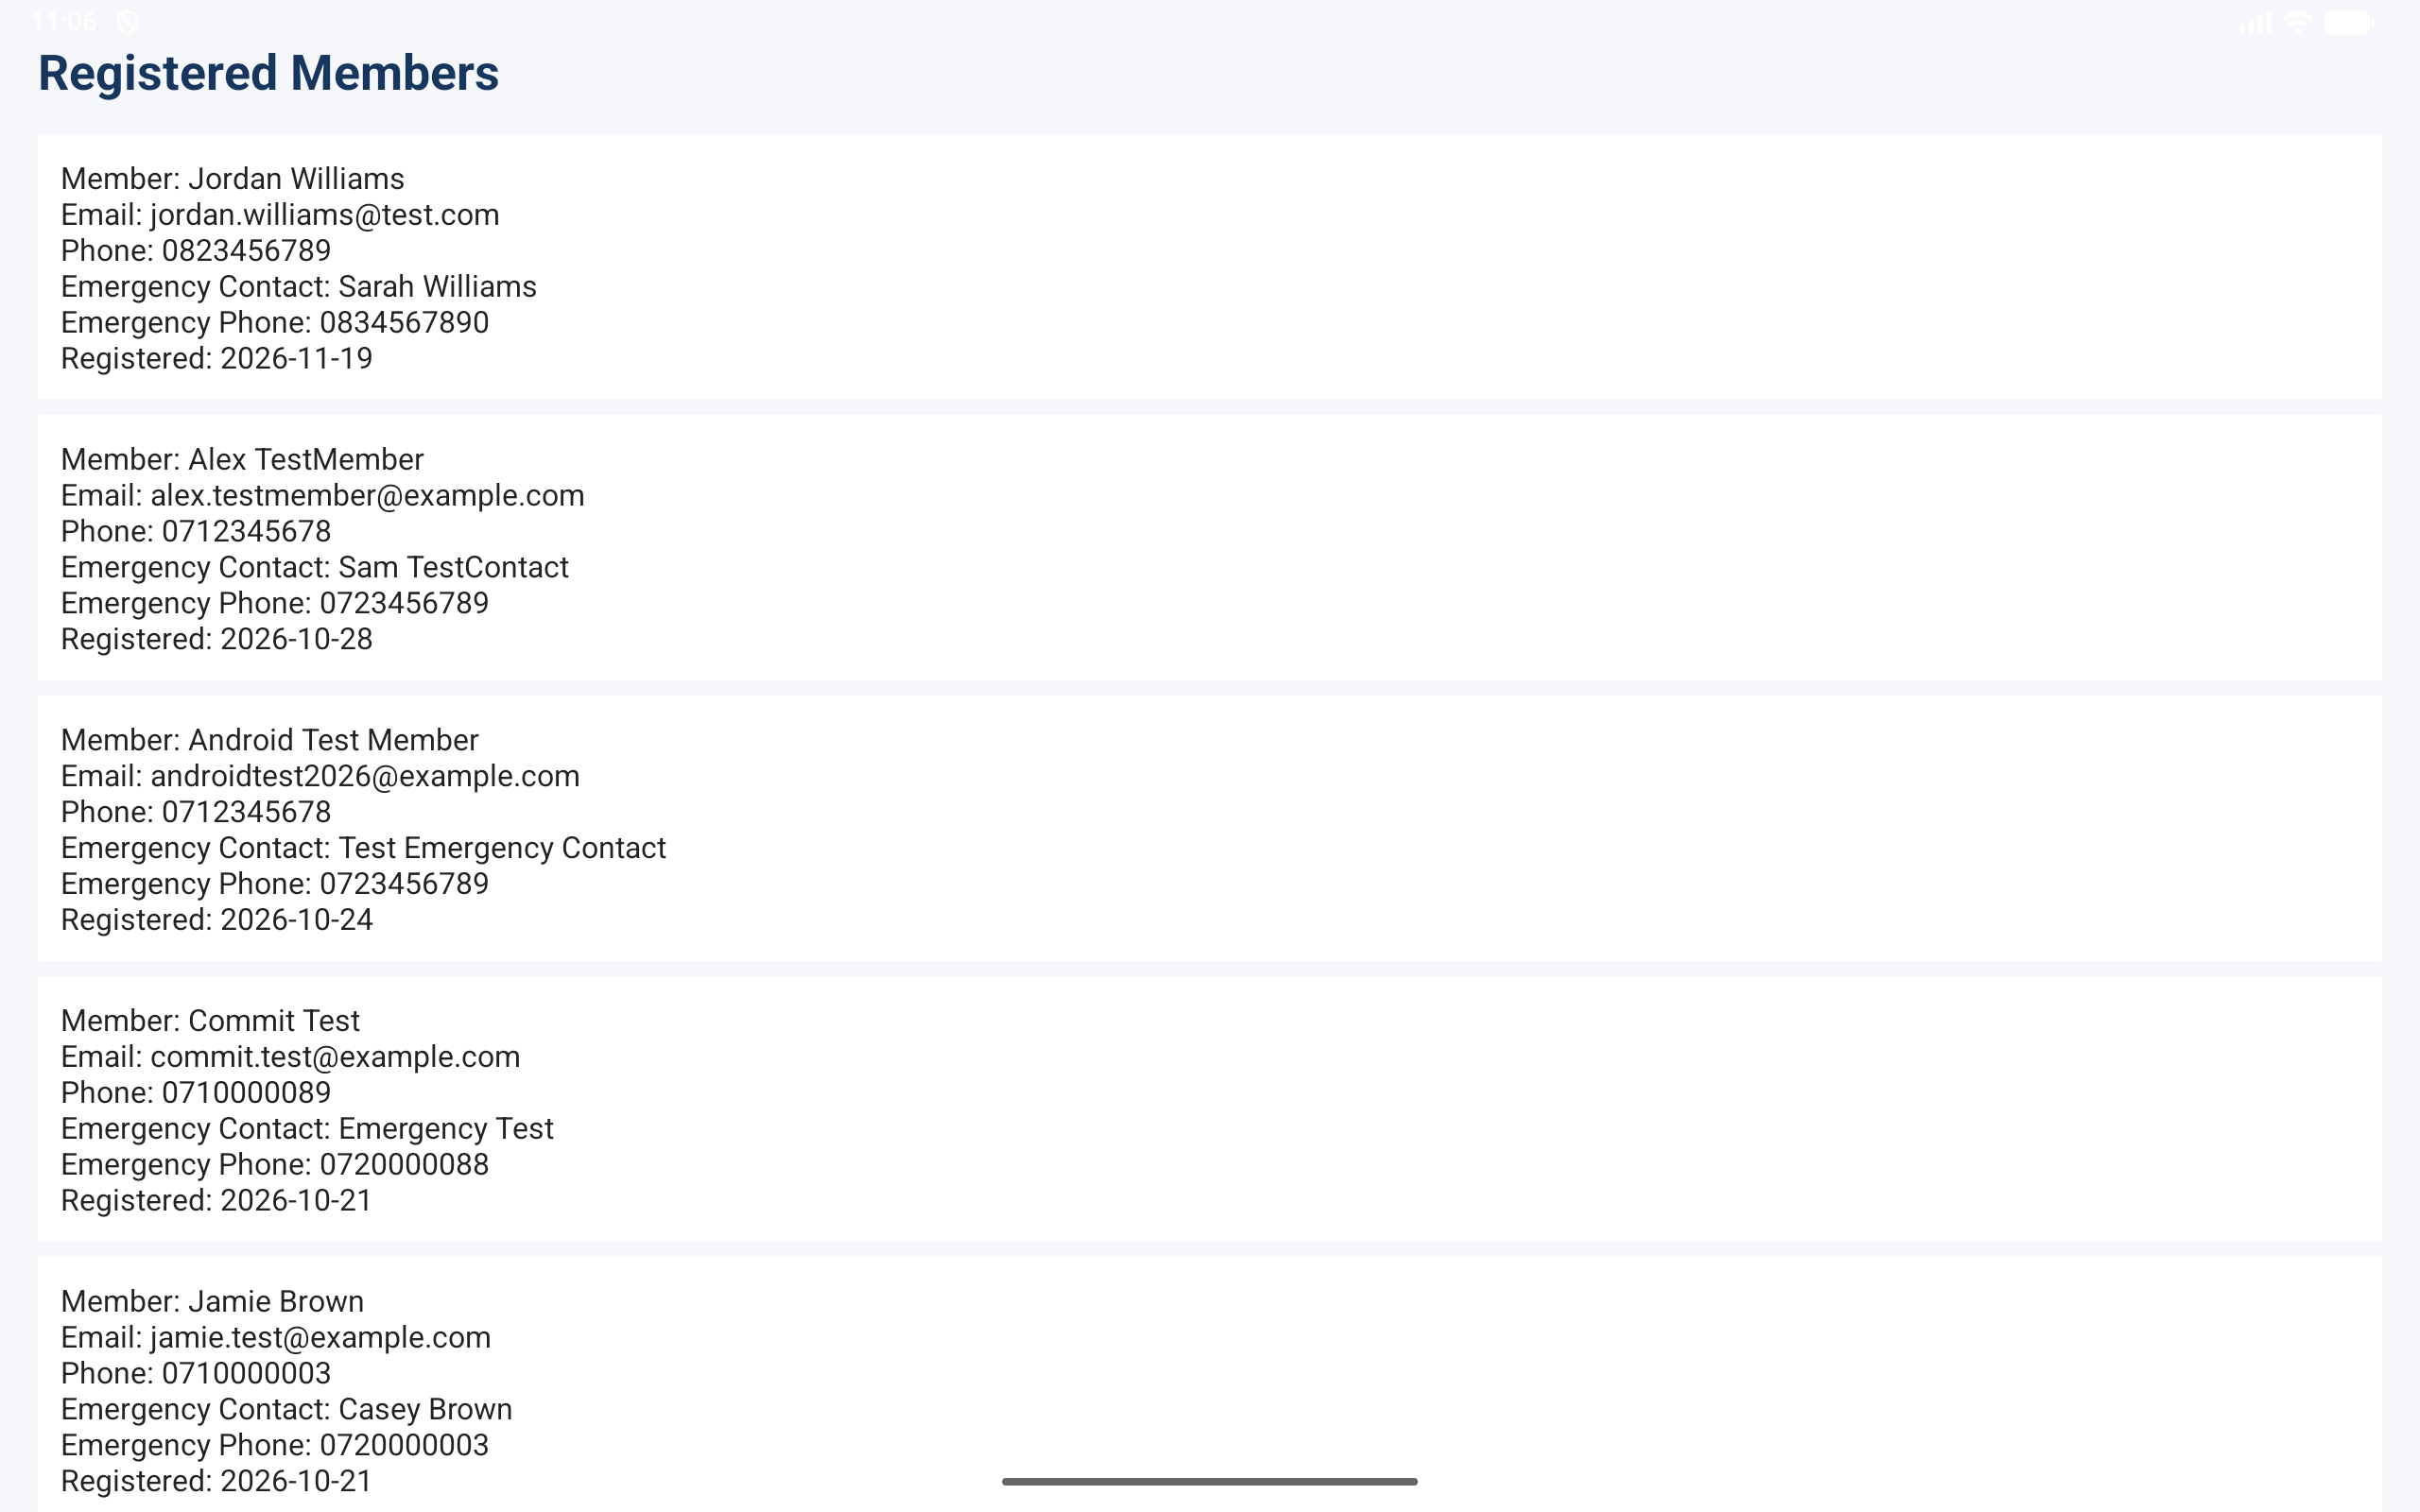 11:06
Registered Members
Member: Jordan Williams
Email: jordan.williams@test.com
Phone: 0823456789
Emergency Contact: Sarah Williams
Emergency Phone: 0834567890
Registered: 2026-11-19
Member: Alex TestMember
Email: alex.testmember@example.com
Phone: 0712345678
Emergency Contact: Sam TestContact
Emergency Phone: 0723456789
Registered: 2026-10-28
Member: Android Test Member
Email: androidtest2026@example.com
Phone: 0712345678
Emergency Contact: Test Emergency Contact
Emergency Phone: 0723456789
Registered: 2026-10-24
Member: Commit Test
Email: commit.test@example.com
Phone: 0710000089
Emergency Contact: Emergency Test
Emergency Phone: 0720000088
Registered: 2026-10-21
Member: Jamie Brown
Email: jamie.test@example.com
Phone: 0710000003
Emergency Contact: Casey Brown
Emergency Phone: 0720000003
Registered: 2026-10-21